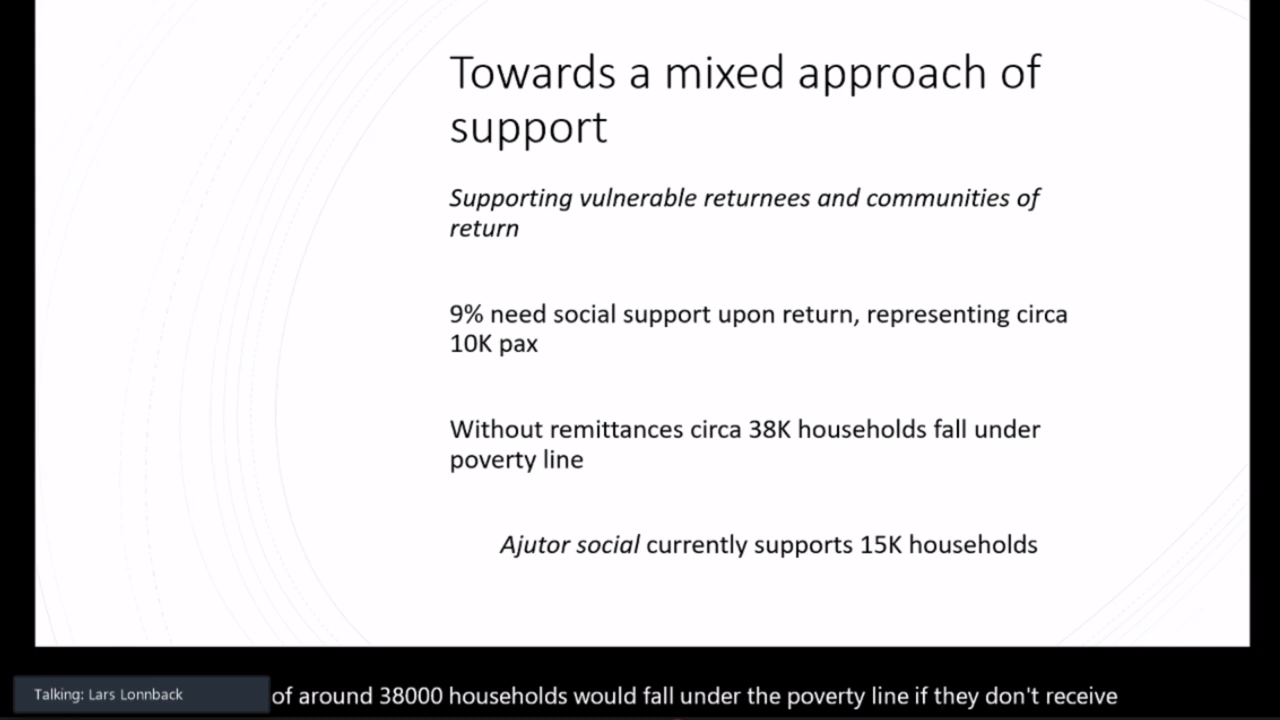 Towards a mixed approach of
support
Supporting vulnerable returnees and communities of
return
9% need social support upon return, representing circa
10K pax
Without remittances circa 38K households fall under
poverty line
Ajutor social currently supports 15K households
Talking: Lars Lonnback
of around 38000 households would fall under the poverty line if they don't receive